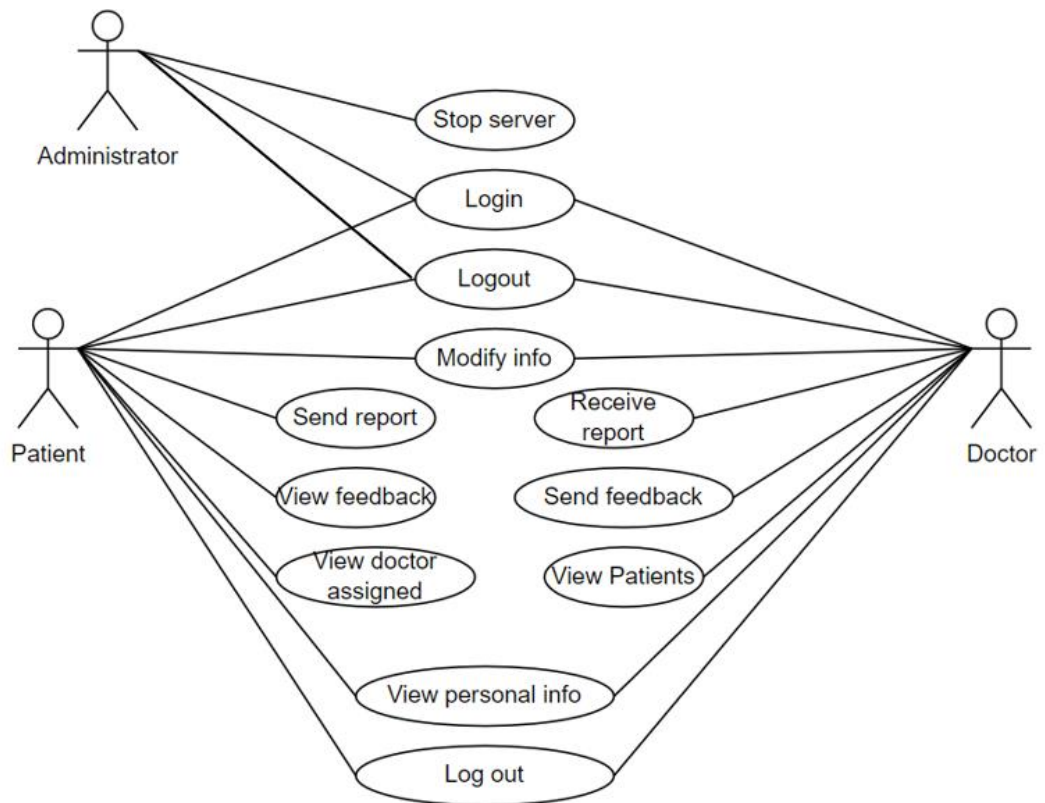 Administrator
Stop server
Login
Logout
Modify info
Patient
Doctor
Send report
Receive
report
View feedback
Send feedback
View doctor
assigned
View Patients
View personal info
Log out